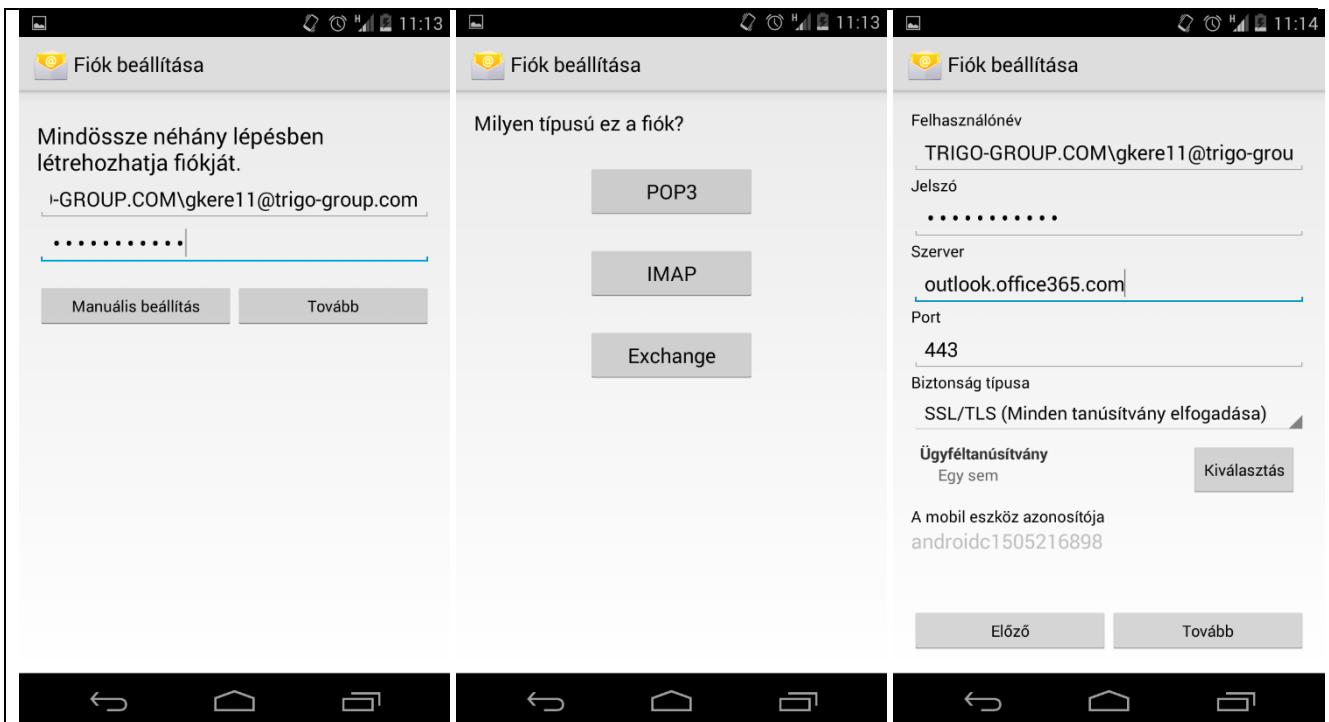 11:13
Fiók beállítása
Mindössze néhány lépésben
létrehozhatja fiókját.
-GROUP.COM\gkere11@trigo-group.com
•••••••••••
Manuális beállítás
Tovább
11:13
Fiók beállítása
Milyen típusú ez a fiók?
POP3
IMAP
Exchange
11:14
Fiók beállítása
Felhasználónév
TRIGO-GROUP.COM\gkere11@trigo-grou
Jelszó
•••••••••••
Szerver
outlook.office365.com
Port
443
Biztonság típusa
SSL/TLS (Minden tanúsítvány elfogadása)
Ügyféltanúsítvány
Egy sem
Kiválasztás
A mobil eszköz azonosítója
androidc1505216898
Előző
Tovább